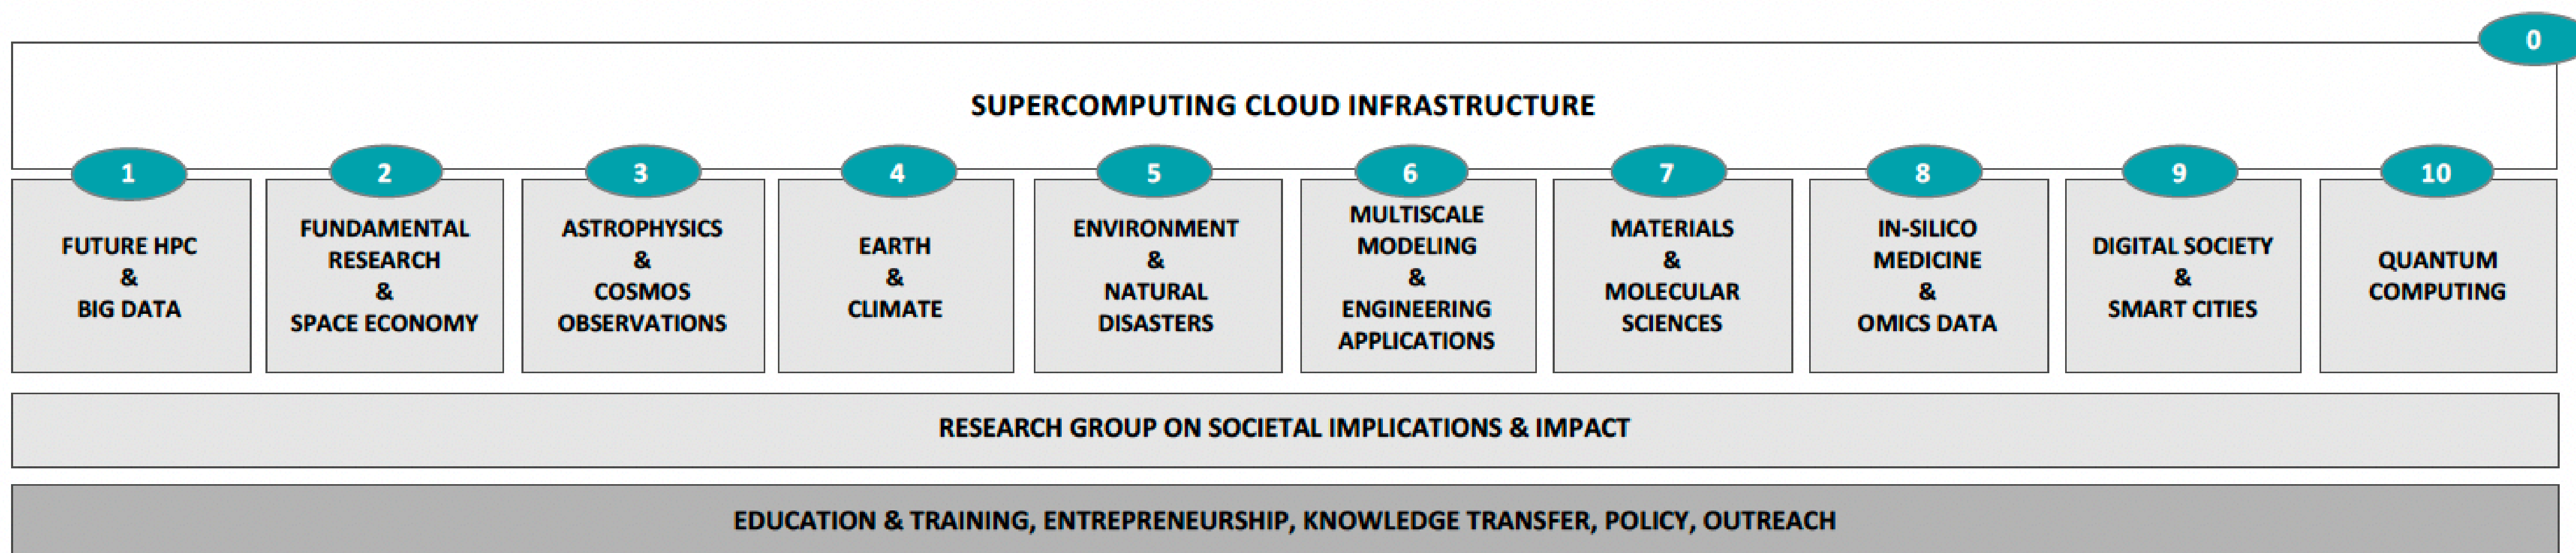 0
SUPERCOMPUTING CLOUD INFRASTRUCTURE
1
FUTURE HPC
&
BIG DATA
2
FUNDAMENTAL
RESEARCH
&
SPACE ECONOMY
3
ASTROPHYSICS
&
COSMOS
OBSERVATIONS
4
EARTH
&
CLIMATE
5
ENVIRONMENT
&
NATURAL
DISASTERS
6
MULTISCALE
MODELING
&
ENGINEERING
APPLICATIONS
7
MATERIALS
&
MOLECULAR
SCIENCES
8
IN-SILICO
MEDICINE
&
OMICS DATA
9
DIGITAL SOCIETY
&
SMART CITIES
10
QUANTUM
COMPUTING
RESEARCH GROUP ON SOCIETAL IMPLICATIONS & IMPACT
EDUCATION & TRAINING, ENTREPRENEURSHIP, KNOWLEDGE TRANSFER, POLICY, OUTREACH